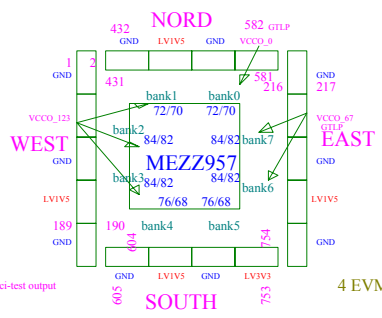 NORD
432
582 GTLP
GND LV1V5 GND VCCO_0
1 2
GND
431
581
216
217
GND
bank1 bank0
72/70 72/70
VCCO_123
VCCO_67
GTLP
bank2
84/82 84/82
bank7
WEST
EAST
MEZZ957
GND
GND
bank3
84/82
84/82
bank6
LV1V5
76/68 76/68
LV1V5
189 190
bank4 bank5
604
754
GND
GND
ci-test output
605
GND LV1V5 GND LV3V3
753
4 EVM
SOUTH